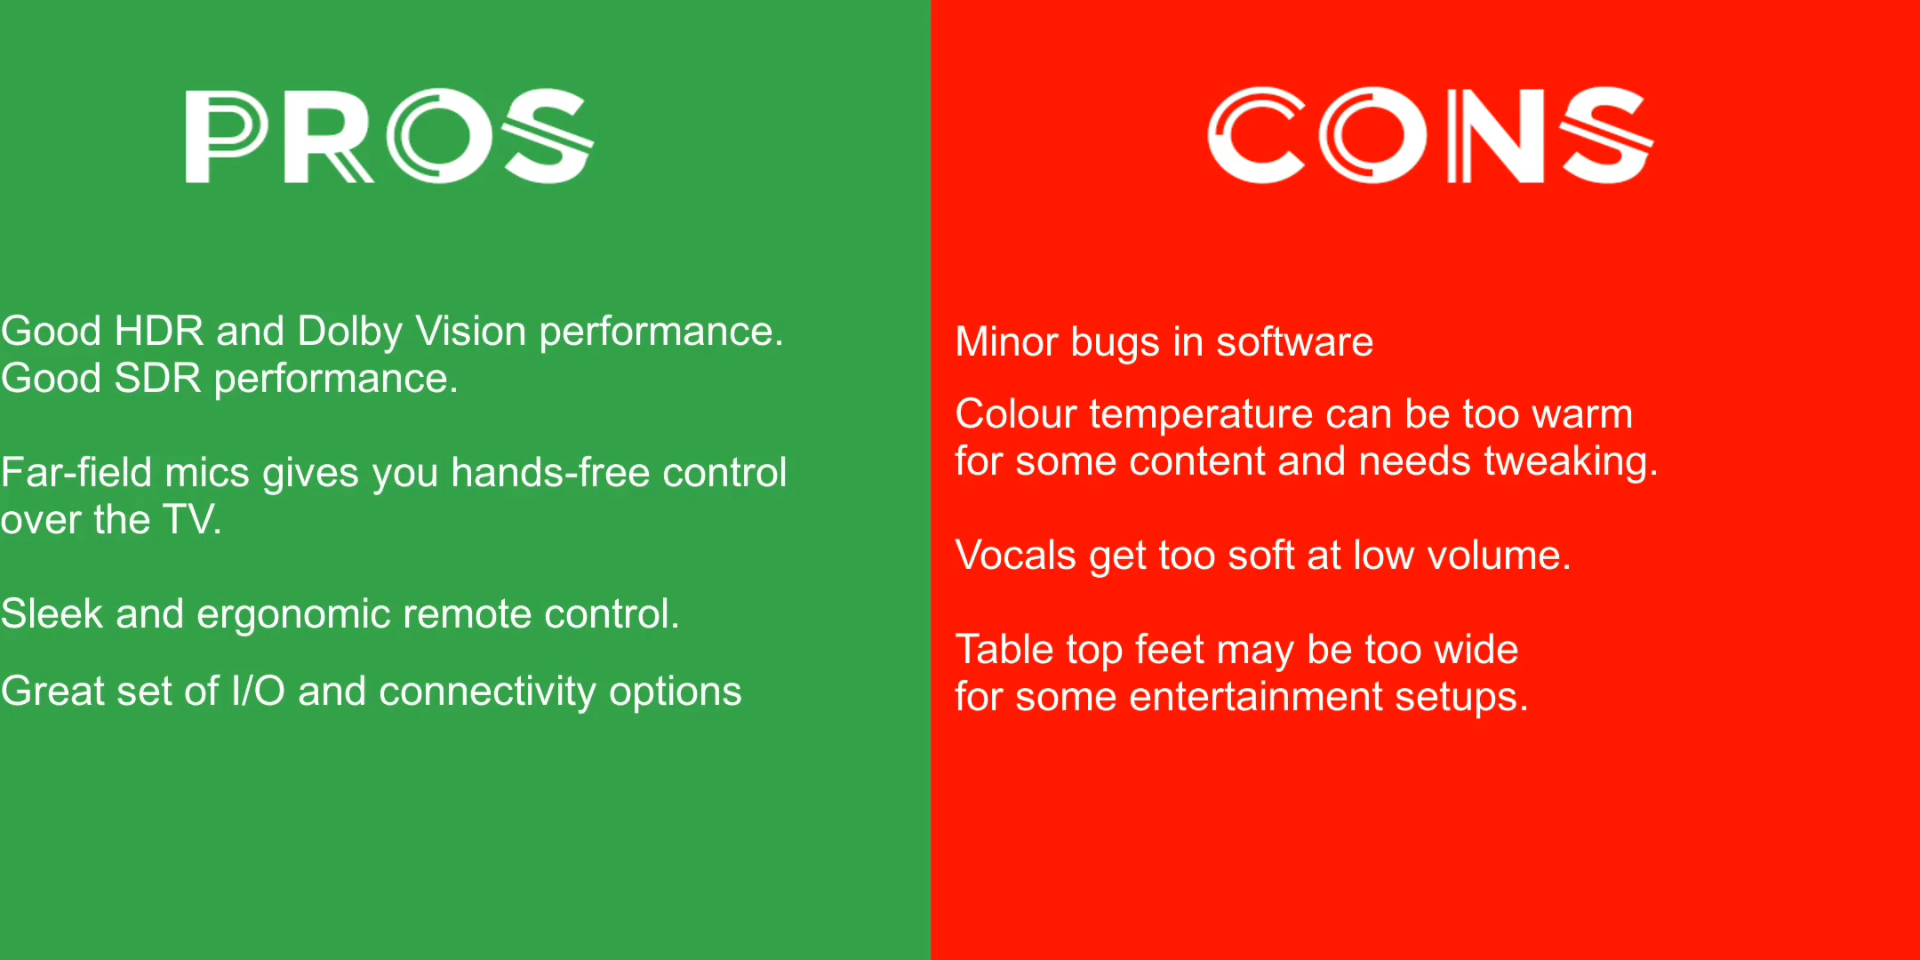 PROS
Good HDR and Dolby Vision performance.
Good SDR performance.
Far-field mics gives you hands-free control
over the TV.
Sleek and ergonomic remote control.
Great set of I/O and connectivity options
CONS
Minor bugs in software
Colour temperature can be too warm
for some content and needs tweaking.
Vocals get too soft at low volume.
Table top feet may be too wide
for some entertainment setups.